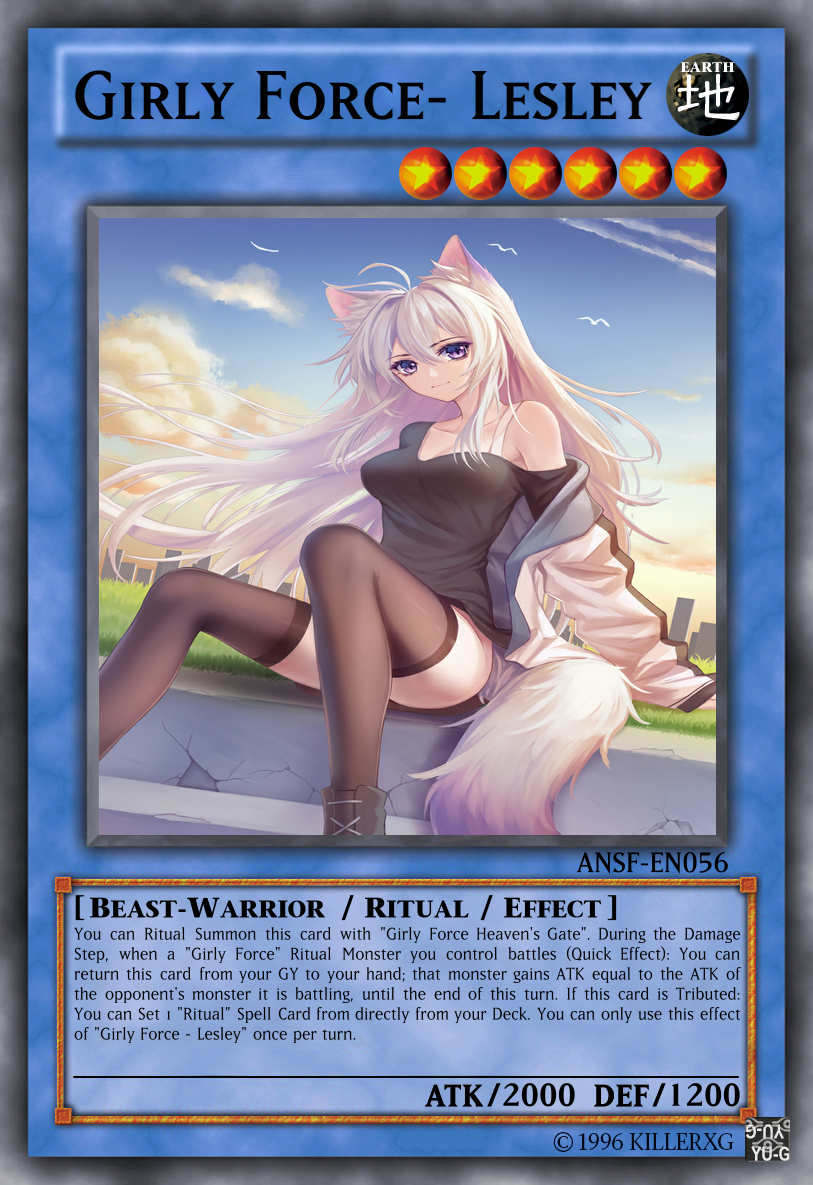 Girly Force- Lesley
EARTH
地
ANSF-EN056
[ Beast-Warrior / Ritual / Effect ]
You can Ritual Summon this card with "Girly Force Heaven's Gate". During the Damage
Step, when a "Girly Force" Ritual Monster you control battles (Quick Effect): You can
return this card from your GY to your hand; that monster gains ATK equal to the ATK of
the opponent's monster it is battling, until the end of this turn. If this card is Tributed:
You can Set 1 "Ritual" Spell Card from directly from your Deck. You can only use this effect
of "Girly Force - Lesley" once per turn.
ATK/2000 DEF/1200
© 1996 KILLERXG
YU-G